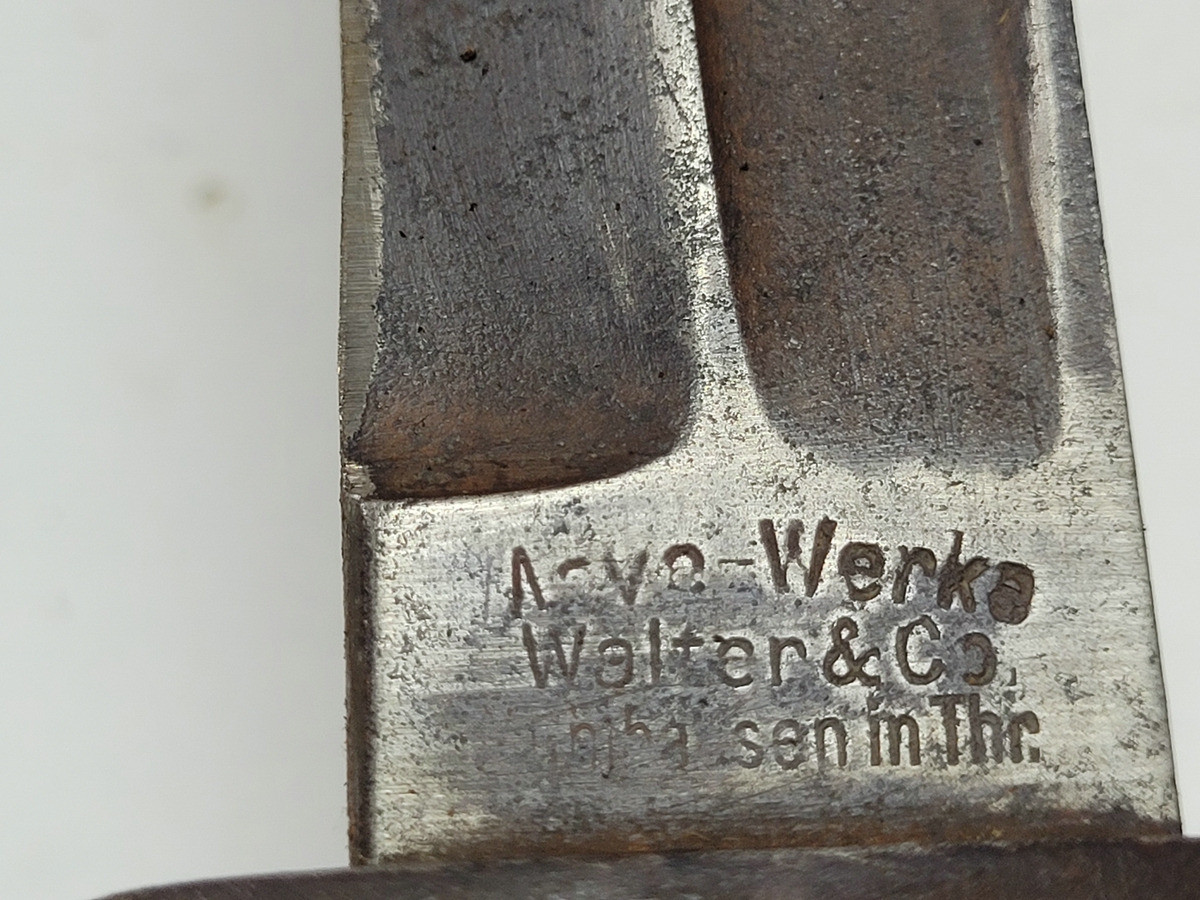 -Werke
Walter & Co.
in Thr.